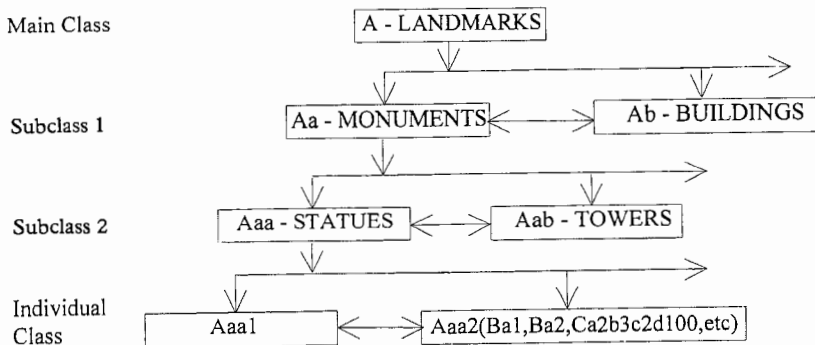 Main Class
A - LANDMARKS
Subclass 1
Aa - MONUMENTS
Ab - BUILDINGS
Subclass 2
Aaa - STATUES
Aab - TOWERS
Individual
Class
Aaa1
Aaa2(Ba1,Ba2,Ca2b3c2d100,etc)